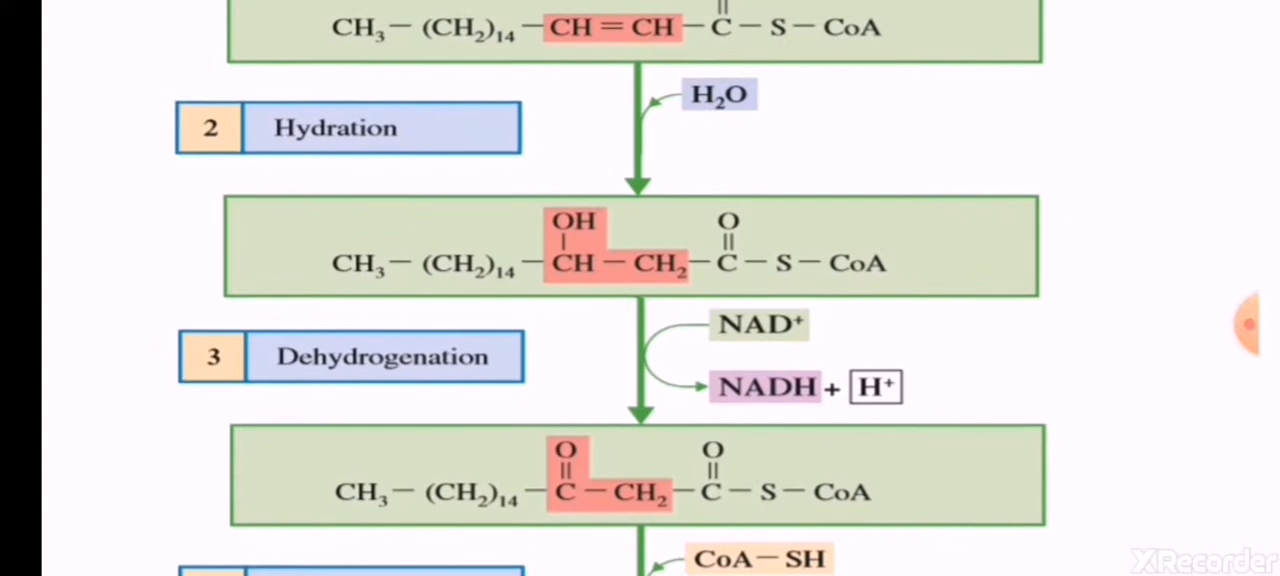 CH₃ — (CH₂)₁₄ — CH = CH — C — S — CoA
H₂O
2 Hydration
OH O
CH₃ — (CH₂)₁₄ — CH — CH₂ — C — S — CoA
NAD⁺
3 Dehydrogenation
NADH + H⁺
O O
CH₃ — (CH₂)₁₄ — C — CH₂ — C — S — CoA
CoA — SH
XRecorder